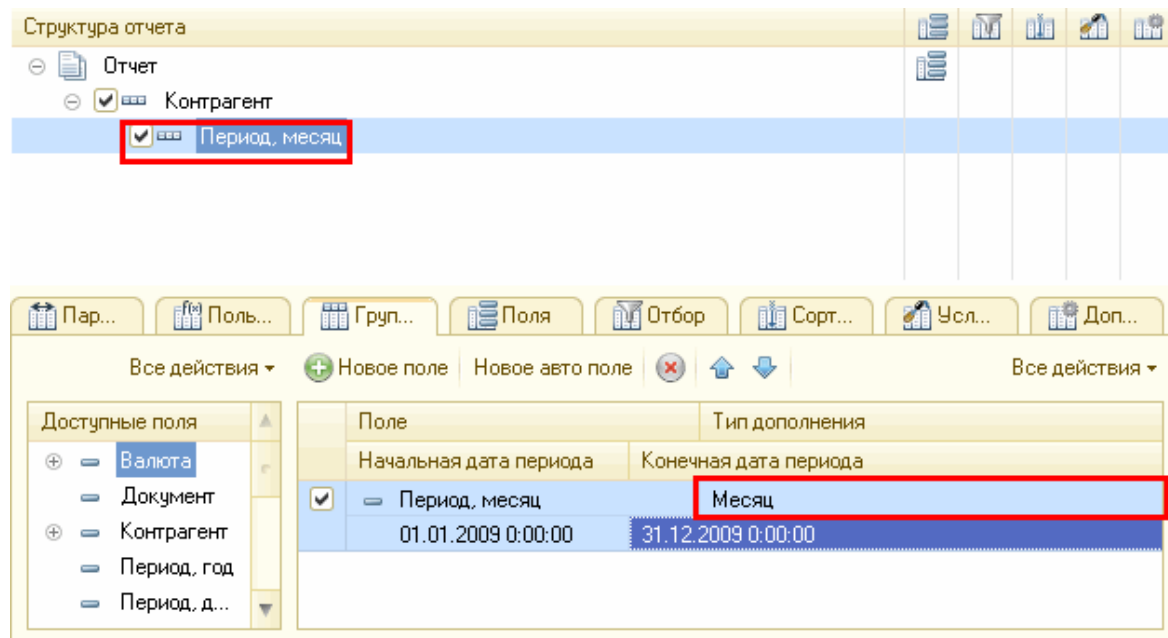 Структура отчета
Отчет
Контрагент
Период, месяц
Пар... Поль... Груп... Поля Отбор Сорт... Усл... Доп...
Все действия Новое поле Новое авто поле Все действия
Доступные поля Поле Тип дополнения
Валюта Начальная дата периода Конечная дата периода
Документ Период, месяц Месяц
Контрагент 01.01.2009 0:00:00 31.12.2009 0:00:00
Период, год
Период, д...